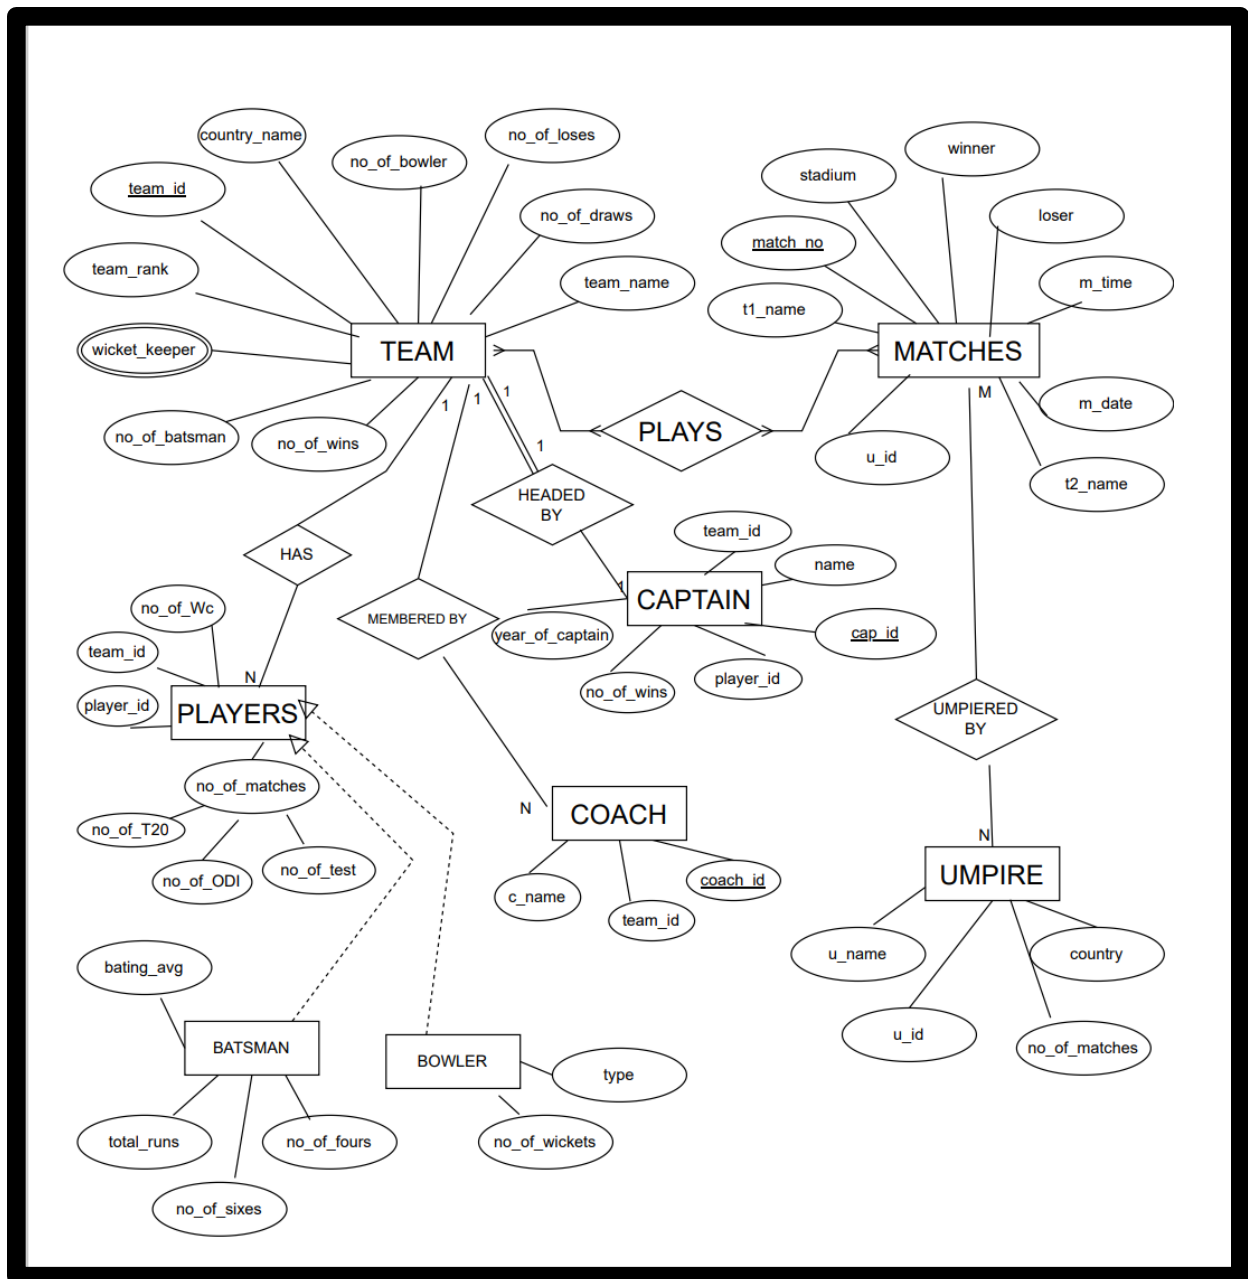 country_name
no_of_bowler
no_of_loses
team_id
no_of_draws
team_rank
team_name
wicket_keeper
TEAM
no_of_batsman
no_of_wins
winner
stadium
loser
match_no
m_time
t1_name
MATCHES
m_date
u_id
t2_name
PLAYS
1
1
1
1
M
HEADED
BY
HAS
MEMBERED BY
team_id
name
1
CAPTAIN
year_of_captain
cap_id
no_of_wins
player_id
no_of_Wc
team_id
player_id
N
PLAYERS
no_of_matches
no_of_T20
no_of_ODI
no_of_test
UMPIERED
BY
N
COACH
c_name
team_id
coach_id
N
UMPIRE
u_name
country
u_id
no_of_matches
bating_avg
BATSMAN
BOWLER
type
total_runs
no_of_fours
no_of_wickets
no_of_sixes